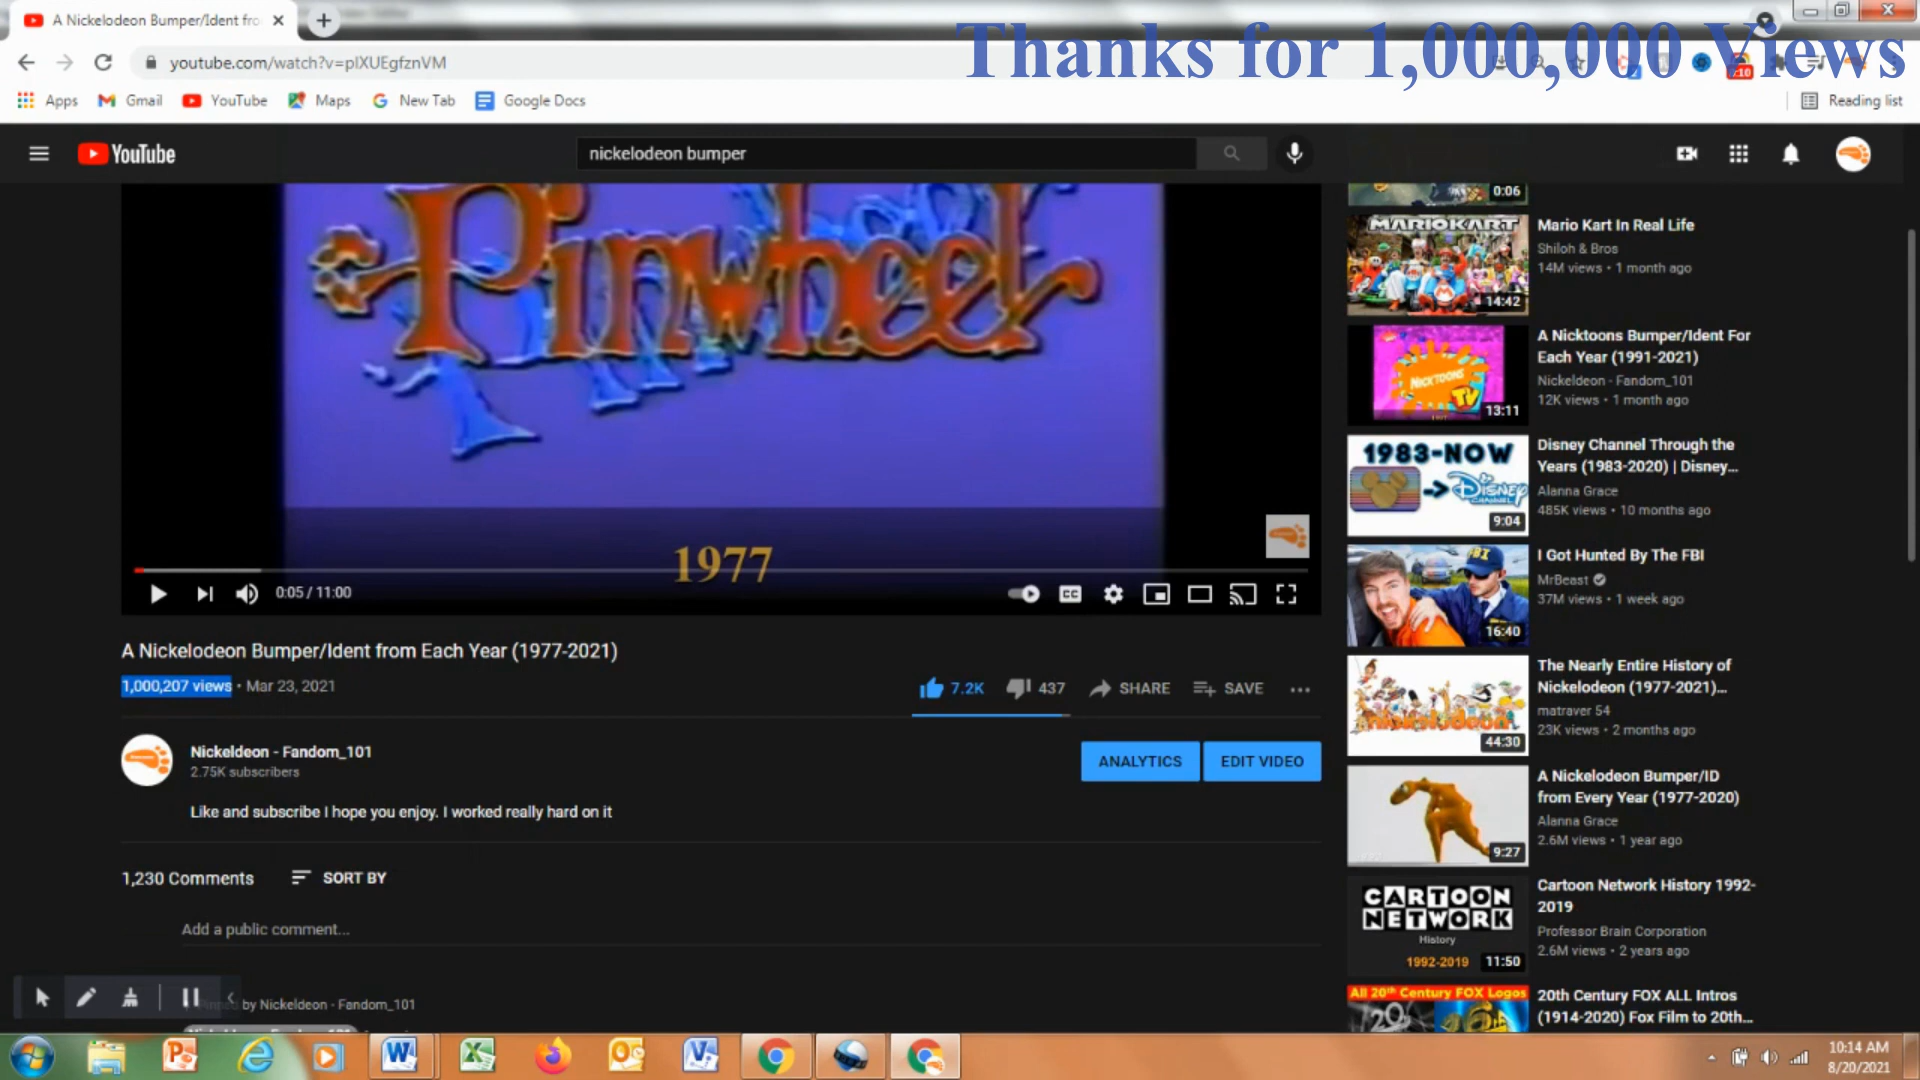 A Nickelodeon Bumper/Ident fro
Thanks for 1,000,000 Views
youtube.com/watch?v=pIXUEgfznVM
Apps Gmail YouTube Maps New Tab Google Docs Reading list
YouTube
nickelodeon bumper
Pinwheel
1977
0:05 / 11:00
CC
A Nickelodeon Bumper/Ident from Each Year (1977-2021)
1,000,207 views • Mar 23, 2021
7.2K 437 SHARE SAVE
Nickeldeon - Fandom_101
2.75K subscribers
ANALYTICS EDIT VIDEO
Like and subscribe I hope you enjoy. I worked really hard on it
1,230 Comments SORT BY
Add a public comment...
by Nickeldeon - Fandom_101
0:06
MARIOKART
14:42
Mario Kart In Real Life
Shiloh & Bros
14M views • 1 month ago
NICKTOONS
TV
13:11
A Nicktoons Bumper/Ident For
Each Year (1991-2021)
Nickeldeon - Fandom_101
12K views • 1 month ago
1983-NOW
Disney
CHANNEL
9:04
Disney Channel Through the
Years (1983-2020) | Disney...
Alanna Grace
485K views • 10 months ago
FBI
16:40
I Got Hunted By The FBI
MrBeast
37M views • 1 week ago
nickelodeon
44:30
The Nearly Entire History of
Nickelodeon (1977-2021)...
matraver 54
23K views • 2 months ago
9:27
A Nickelodeon Bumper/ID
from Every Year (1977-2020)
Alanna Grace
2.6M views • 1 year ago
CARTOON
NETWORK
History
1992-2019
11:50
Cartoon Network History 1992-
2019
Professor Brain Corporation
2.6M views • 2 years ago
All 20th Century FOX Logos
20
20th Century FOX ALL Intros
(1914-2020) Fox Film to 20th...
10:14 AM
8/20/2021